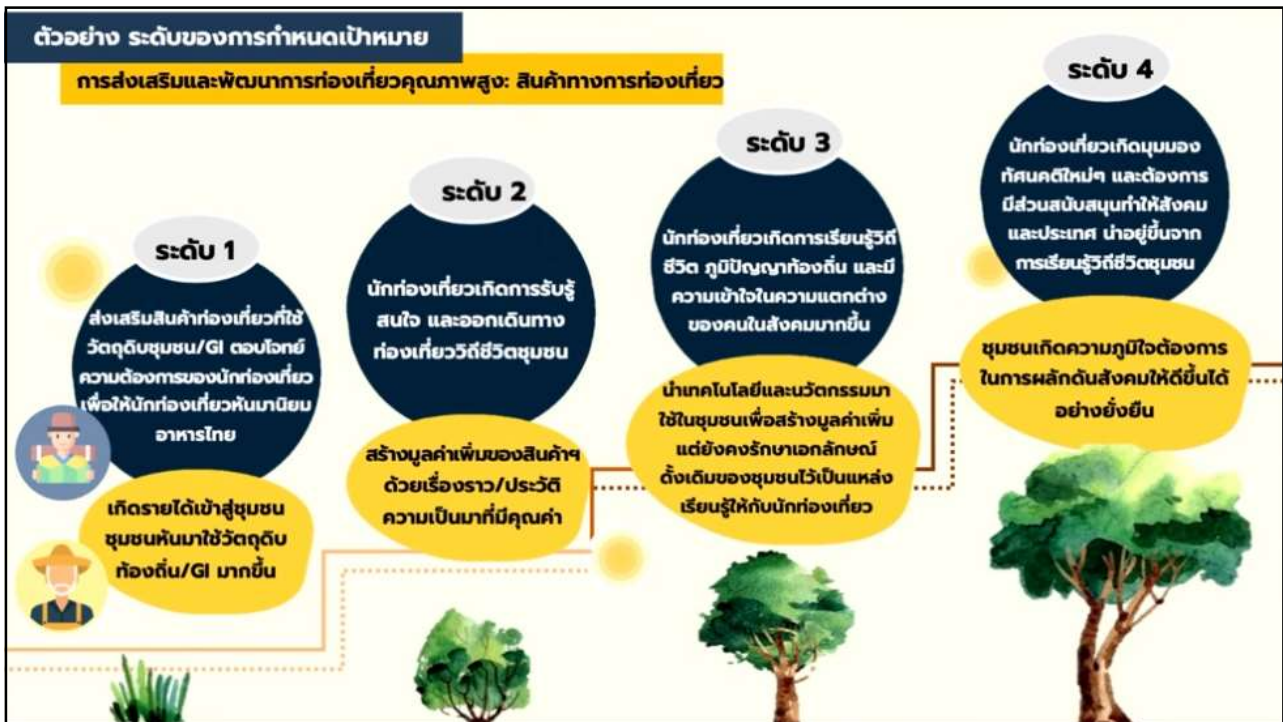 ตัวอย่าง ระดับของการกำหนดเป้าหมาย
การส่งเสริมและพัฒนาการท่องเที่ยวคุณภาพสูง: สินค้าทางการท่องเที่ยว
ระดับ 1
ส่งเสริมสินค้าท่องเที่ยวที่ใช้
วัตถุดิบชุมชน/GI ตอบโจทย์
ความต้องการของนักท่องเที่ยว
เพื่อให้นักท่องเที่ยวหันมานิยม
อาหารไทย
เกิดรายได้เข้าสู่ชุมชน
ชุมชนหันมาใช้วัตถุดิบ
ท้องถิ่น/GI มากขึ้น
ระดับ 2
นักท่องเที่ยวเกิดการรับรู้
สนใจ และออกเดินทาง
ท่องเที่ยววิถีชีวิตชุมชน
สร้างมูลค่าเพิ่มของสินค้าฯ
ด้วยเรื่องราว/ประวัติ
ความเป็นมาที่มีคุณค่า
ระดับ 3
นักท่องเที่ยวเกิดการเรียนรู้วิถี
ชีวิต ภูมิปัญญาท้องถิ่น และมี
ความเข้าใจในความแตกต่าง
ของคนในสังคมมากขึ้น
นำเทคโนโลยีและนวัตกรรมมา
ใช้ในชุมชนเพื่อสร้างมูลค่าเพิ่ม
แต่ยังคงรักษาเอกลักษณ์
ดั้งเดิมของชุมชนไว้เป็นแหล่ง
เรียนรู้ให้กับนักท่องเที่ยว
ระดับ 4
นักท่องเที่ยวเกิดมุมมอง
ทัศนคติใหม่ๆ และต้องการ
มีส่วนสนับสนุนทำให้สังคม
และประเทศ น่าอยู่ขึ้นจาก
การเรียนรู้วิถีชีวิตชุมชน
ชุมชนเกิดความภูมิใจต้องการ
ในการผลักดันสังคมให้ดีขึ้นได้
อย่างยั่งยืน